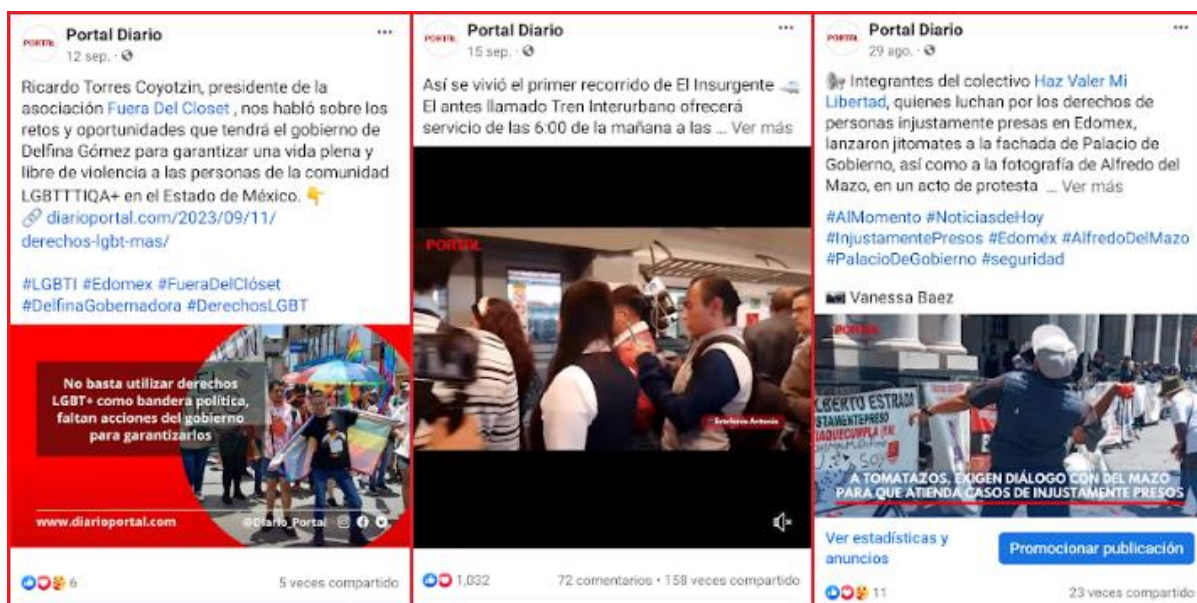 PORTAL
Portal Diario
12 sep.
Ricardo Torres Coyotzin, presidente de la
asociación Fuera Del Closet , nos habló sobre los
retos y oportunidades que tendrá el gobierno de
Delfina Gómez para garantizar una vida plena y
libre de violencia a las personas de la comunidad
LGBTTTIQA+ en el Estado de México. 👇
🔗 diarioportal.com/2023/09/11/
derechos-lgbt-mas/
#LGBTI #Edomex #FueraDelClóset
#DelfinaGobernadora #DerechosLGBT
No basta utilizar derechos
LGBT+ como bandera política,
faltan acciones del gobierno
para garantizarlos
www.diarioportal.com
@Diario_Portal
6
5 veces compartido
PORTAL
Portal Diario
15 sep.
Así se vivió el primer recorrido de El Insurgente 🚄
El antes llamado Tren Interurbano ofrecerá
servicio de las 6:00 de la mañana a las ... Ver más
PORTAL
Estefanía Antonio
1,032
72 comentarios • 158 veces compartido
PORTAL
Portal Diario
29 ago.
Integrantes del colectivo Haz Valer Mi
Libertad, quienes luchan por los derechos de
personas injustamente presas en Edomex,
lanzaron jitomates a la fachada de Palacio de
Gobierno, así como a la fotografía de Alfredo del
Mazo, en un acto de protesta ... Ver más
#AlMomento #NoticiasdeHoy
#InjustamentePresos #Edoméx #AlfredoDelMazo
#PalacioDeGobierno #seguridad
📷 Vanessa Baez
PORTAL
LBERTO ESTRADA
SOY
A TOMATAZOS, EXIGEN DIÁLOGO CON DEL MAZO
PARA QUE ATIENDA CASOS DE INJUSTAMENTE PRESOS
Ver estadísticas y
anuncios
Promocionar publicación
11
23 veces compartido